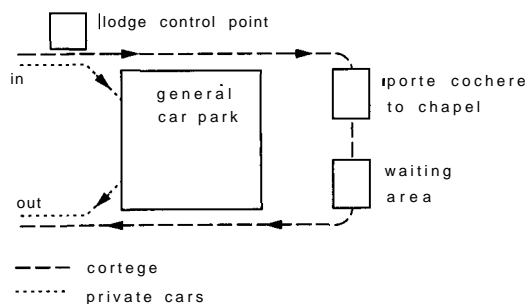 lodge control point
in
general
car park
porte cochere
to chapel
waiting
area
out
cortege
private cars